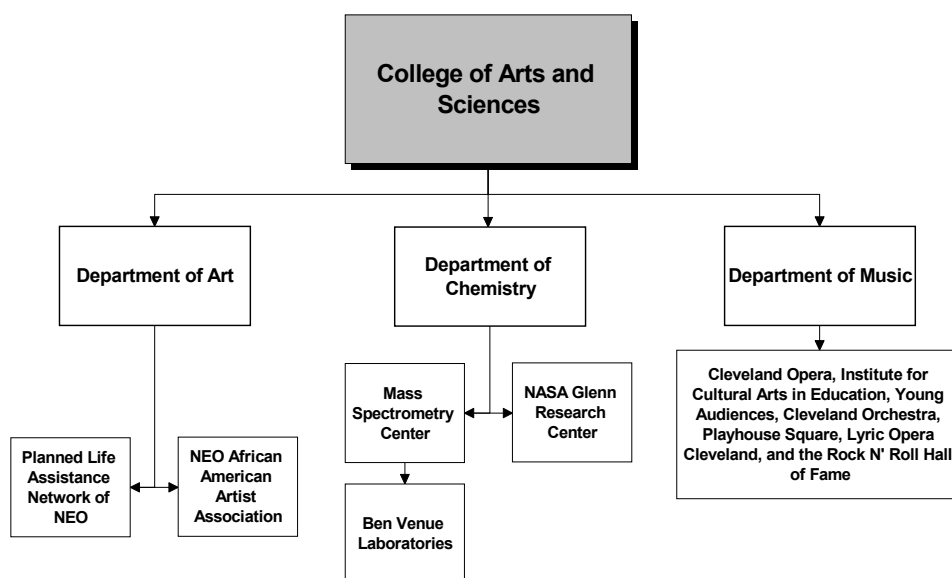 College of Arts and
Sciences
Department of Art
Department of
Chemistry
Department of Music
Planned Life
Assistance
Network of
NEO
NEO African
American
Artist
Association
Mass
Spectrometry
Center
NASA Glenn
Research
Center
Ben Venue
Laboratories
Cleveland Opera, Institute for
Cultural Arts in Education, Young
Audiences, Cleveland Orchestra,
Playhouse Square, Lyric Opera
Cleveland, and the Rock N' Roll Hall
of Fame